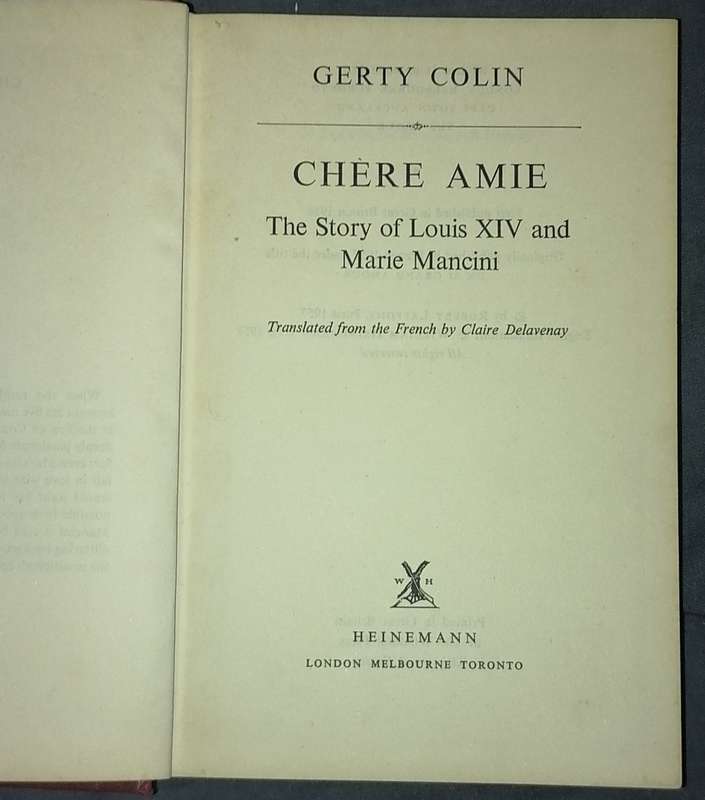 GERTY COLIN
CHÈRE AMIE
The Story of Louis XIV and
Marie Mancini
Translated from the French by Claire Delavenay
W H
HEINEMANN
LONDON MELBOURNE TORONTO